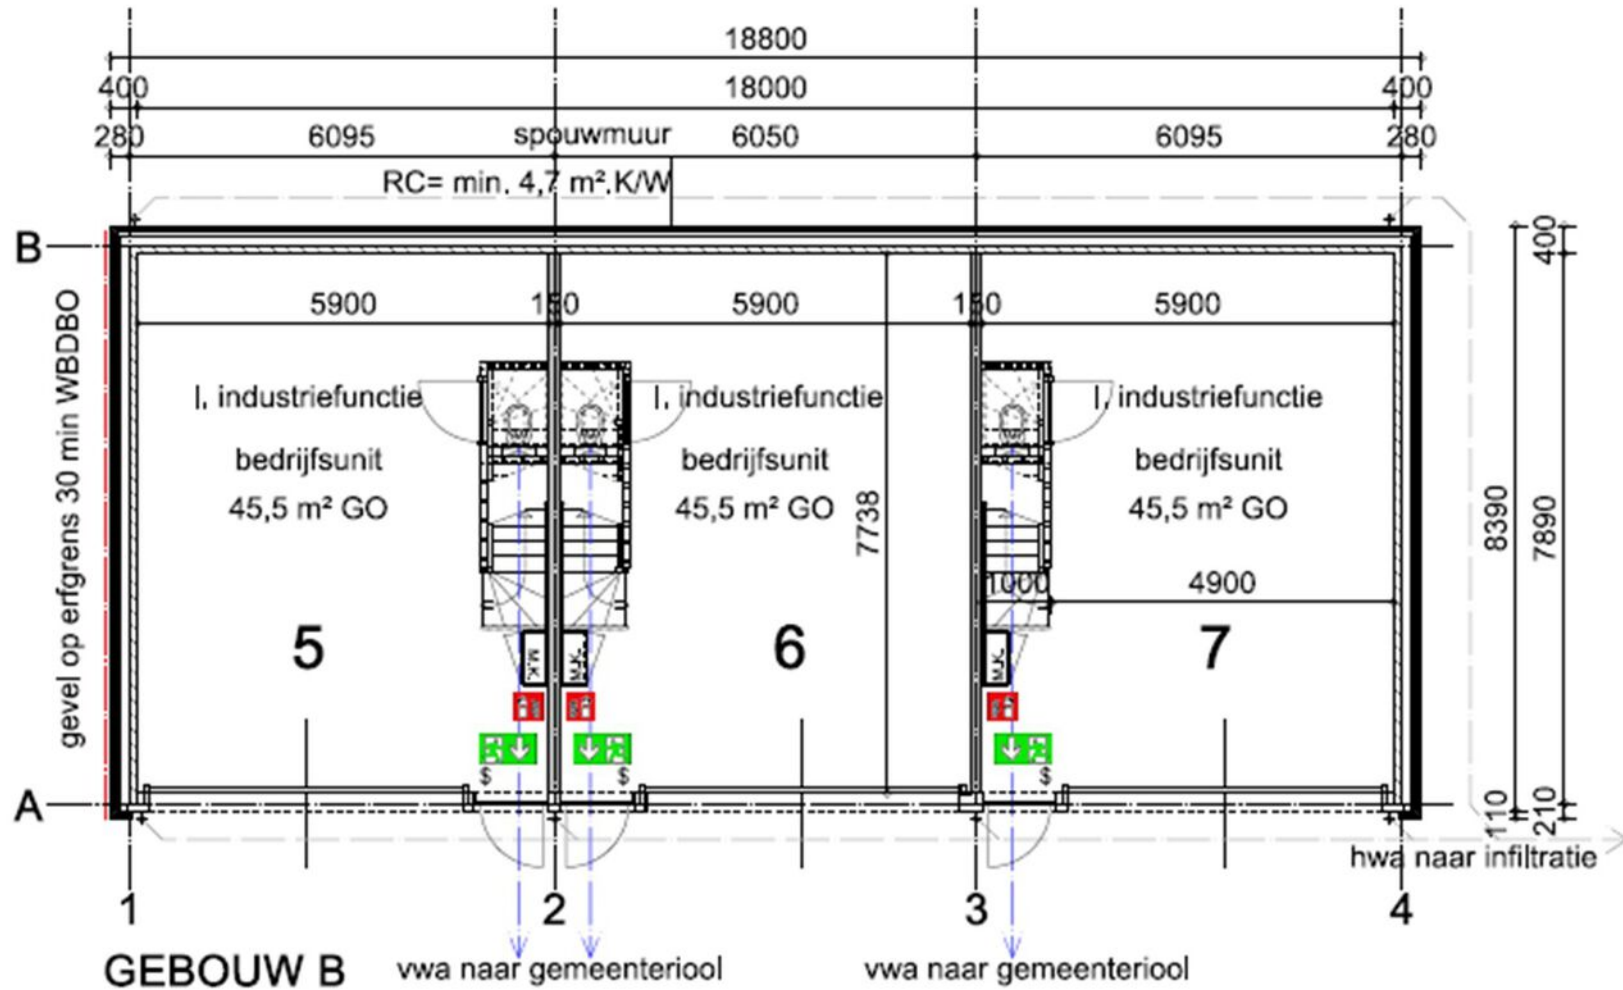 18800
400 18000 400
280 6095 spouwmuur 6050 6095 280
RC= min. 4,7 m².K/W
B
400
5900 150 5900 150 5900
gevel op erfgrens 30 min WBDBO
I, industriefunctie I, industriefunctie I, industriefunctie
bedrijfsunit bedrijfsunit bedrijfsunit
45,5 m² GO 45,5 m² GO 45,5 m² GO
7738
8390
7890
1000 4900
5 6 7
M.K. M.K. M.K.
$ $ $
A
110
210
hwa naar infiltratie
1 2 3 4
GEBOUW B vwa naar gemeenteriool vwa naar gemeenteriool